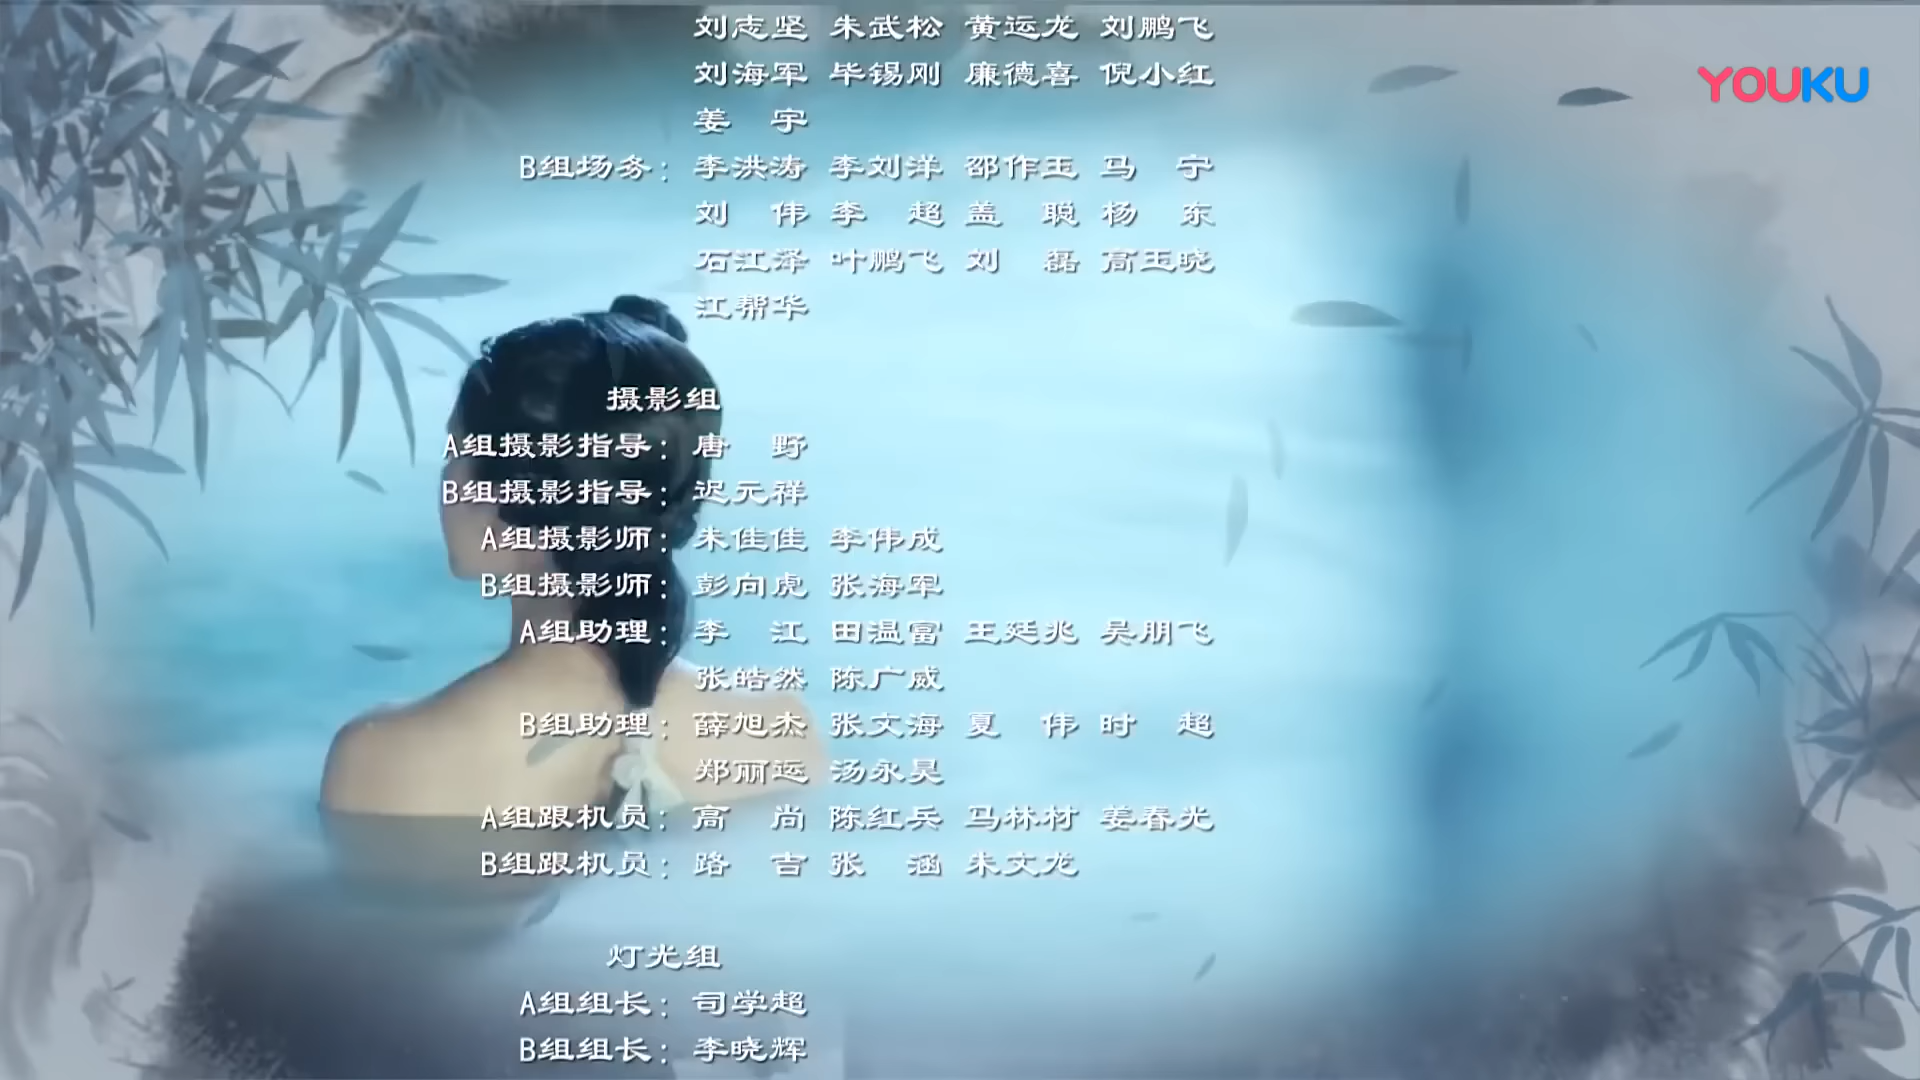 刘志坚 朱武松 黄运龙 刘鹏飞
YOUKU
刘海军 毕锡刚 廉德喜 倪小红
姜　宇
B组场务：李洪涛 李刘洋 邵作玉 马　宁
刘　伟 李　超 盖　聪 杨　东
石江泽 叶鹏飞 刘　磊 高玉晓
江帮华
摄影组
A组摄影指导：唐　野
B组摄影指导：迟元祥
A组摄影师：朱佳佳 李伟成
B组摄影师：彭向虎 张海军
A组助理：李　江 田温富 王廷兆 吴朋飞
张皓然 陈广威
B组助理：薛旭杰 张文海 夏　伟 时　超
郑丽运 汤永昊
A组跟机员：高　尚 陈红兵 马林材 姜春光
B组跟机员：路　吉 张　涵 朱文龙
灯光组
A组组长：司学超
B组组长：李晓辉